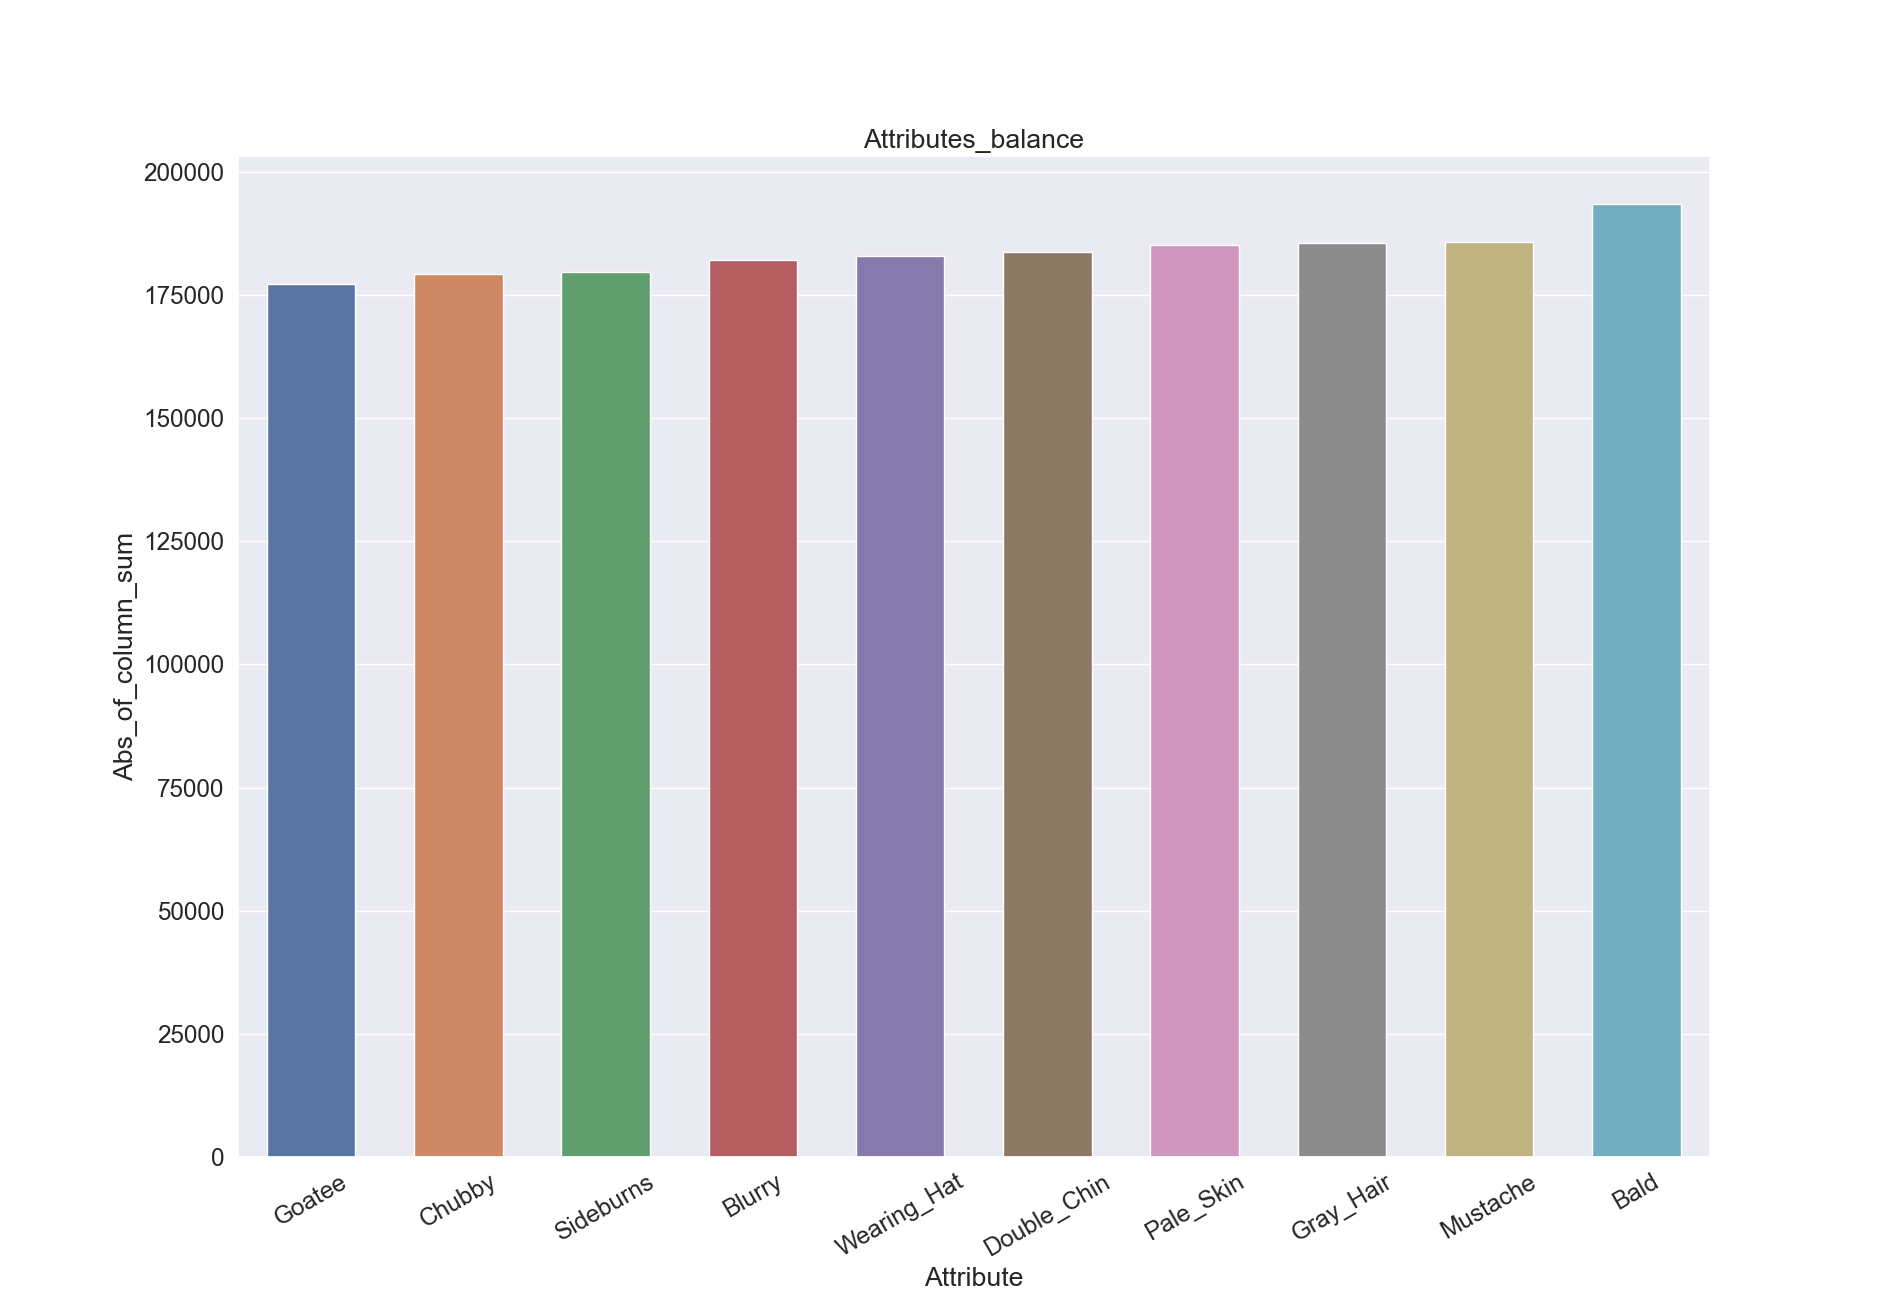 Attributes_balance
200000
175000
150000
125000
100000
75000
50000
25000
0
Abs_of_column_sum
Goatee
Chubby
Sideburns
Blurry
Wearing_Hat
Double_Chin
Pale_Skin
Gray_Hair
Mustache
Bald
Attribute